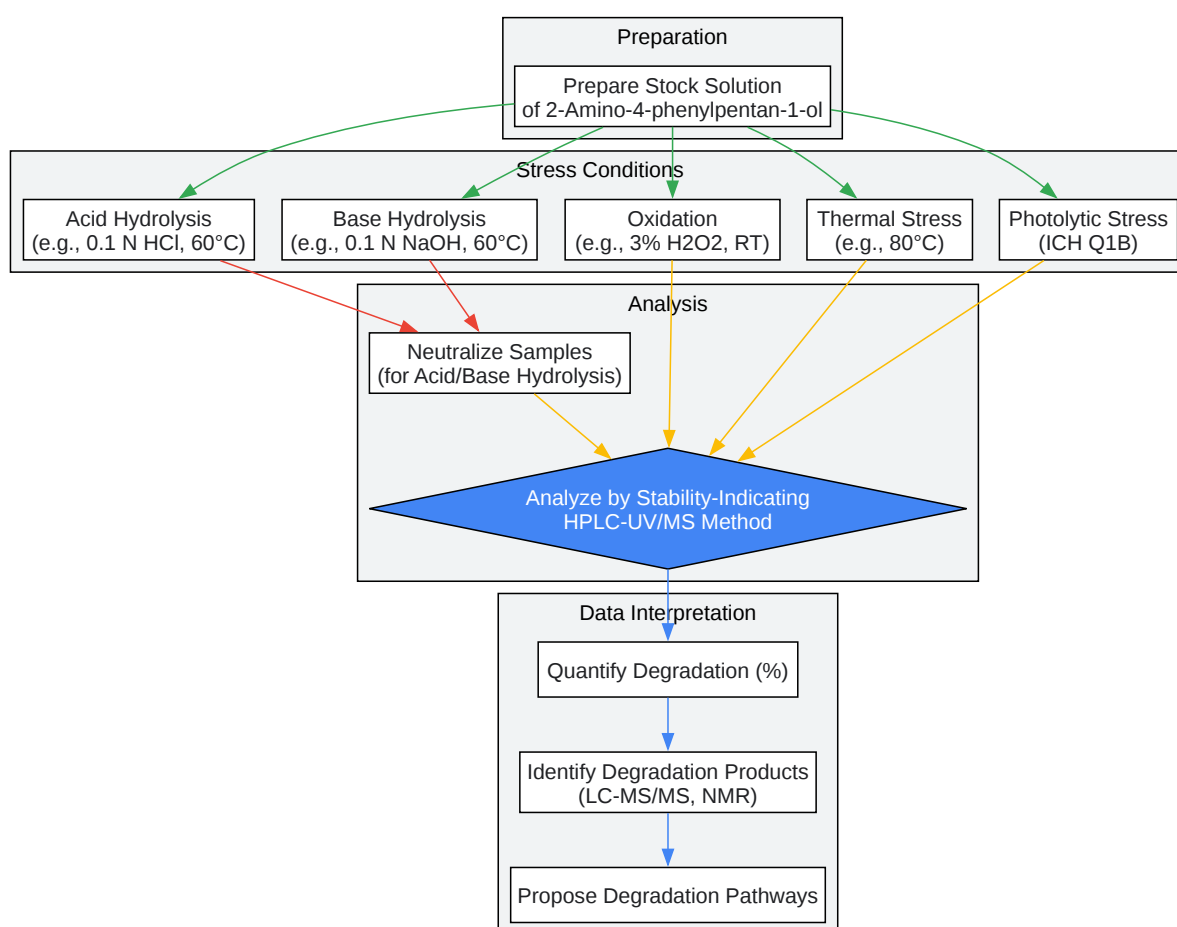 Preparation
Prepare Stock Solution
of 2-Amino-4-phenylpentan-1-ol
Stress Conditions
Acid Hydrolysis
(e.g., 0.1 N HCl, 60°C)
Base Hydrolysis
(e.g., 0.1 N NaOH, 60°C)
Oxidation
(e.g., 3% H2O2, RT)
Thermal Stress
(e.g., 80°C)
Photolytic Stress
(ICH Q1B)
Analysis
Neutralize Samples
(for Acid/Base Hydrolysis)
Analyze by Stability-Indicating
HPLC-UV/MS Method
Data Interpretation
Quantify Degradation (%)
Identify Degradation Products
(LC-MS/MS, NMR)
Propose Degradation Pathways